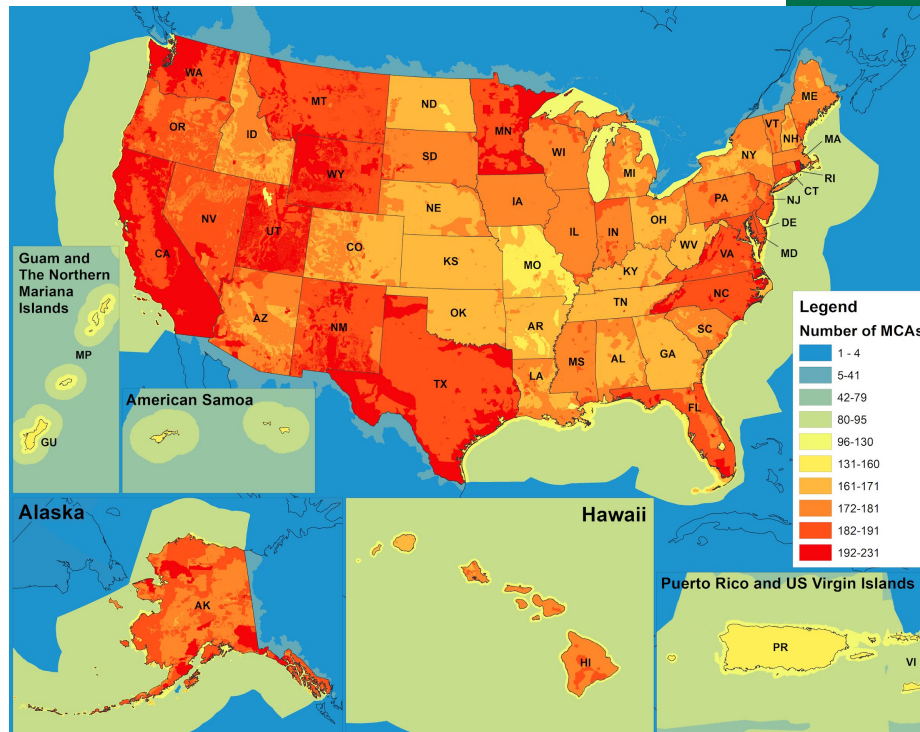 WA
MT
ND
MN
ME
VT
NH
MA
RI
CT
NJ
DE
MD
OR
ID
SD
WI
MI
NY
WY
IA
PA
NE
NV
UT
CO
IL
IN
OH
WV
VA
CA
KS
MO
KY
NC
AZ
NM
OK
AR
TN
SC
TX
LA
MS
AL
GA
FL
Guam and
The Northern
Mariana
Islands
MP
GU
American Samoa
Legend
Number of MCAs
1 - 4
5-41
42-79
80-95
96-130
131-160
161-171
172-181
182-191
192-231
Alaska
AK
Hawaii
HI
Puerto Rico and US Virgin Islands
PR
VI